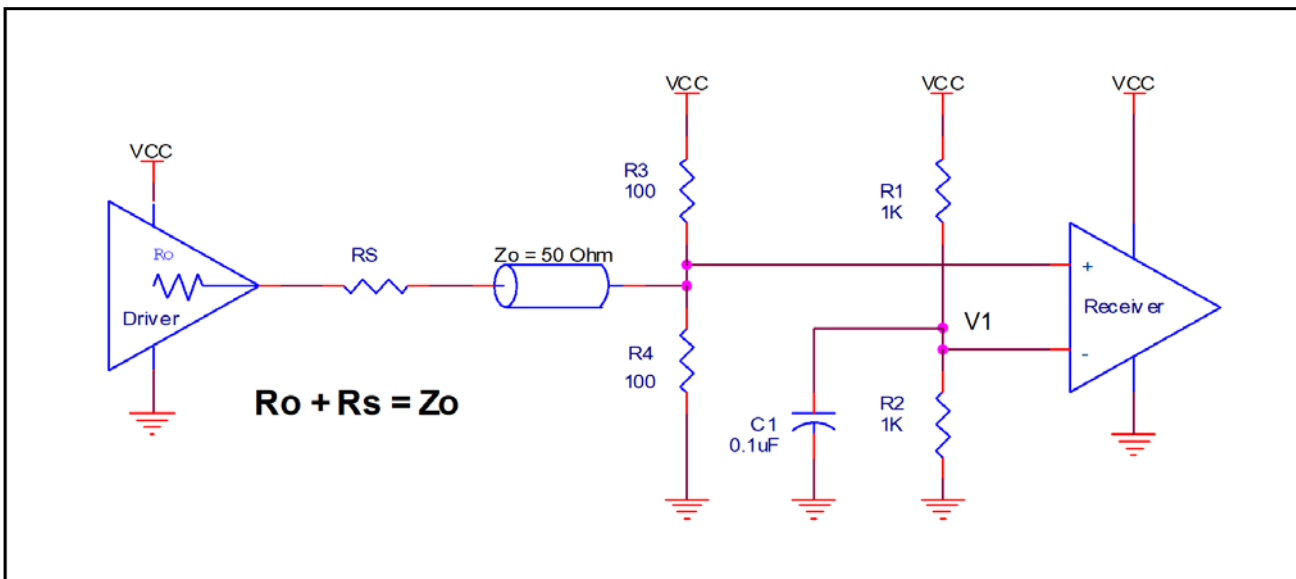 VCC
Ro
Driver
RS
Zo = 50 Ohm
Ro + Rs = Zo
VCC
R3
100
R4
100
VCC
R1
1K
V1
C1
0.1uF
R2
1K
VCC
+
Receiver
-